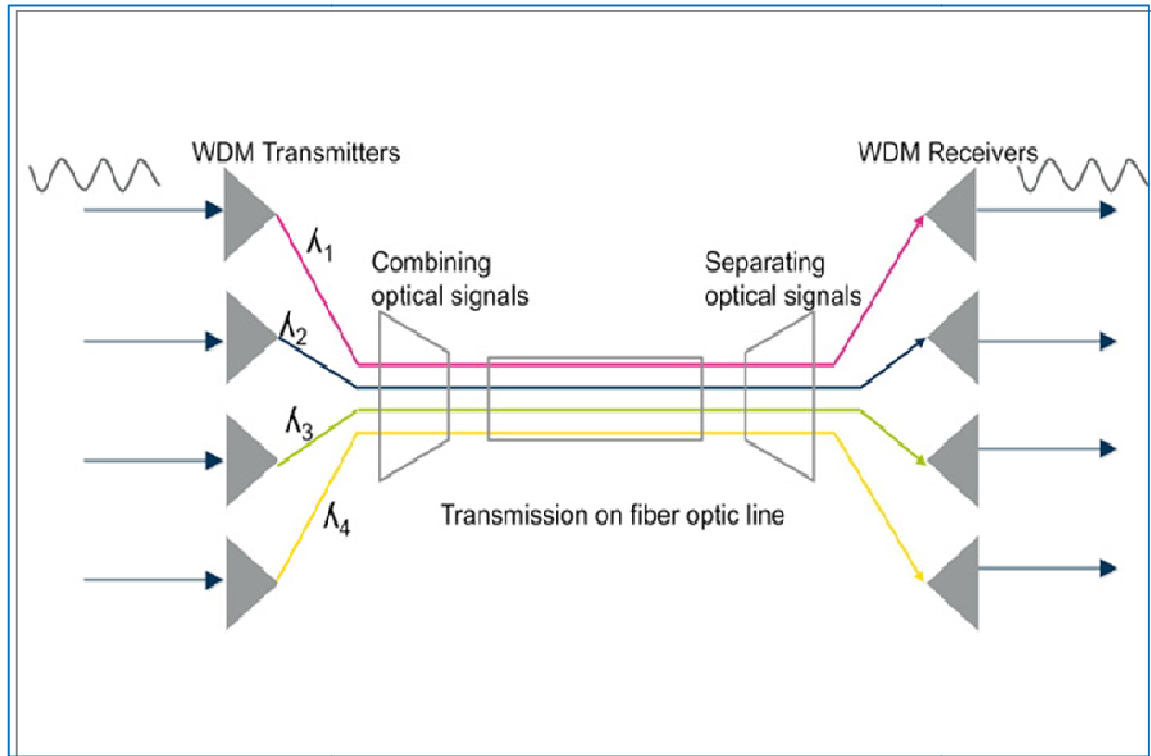 WDM Transmitters
WDM Receivers
λ1
Combining
optical signals
Separating
optical signals
λ2
λ3
λ4
Transmission on fiber optic line